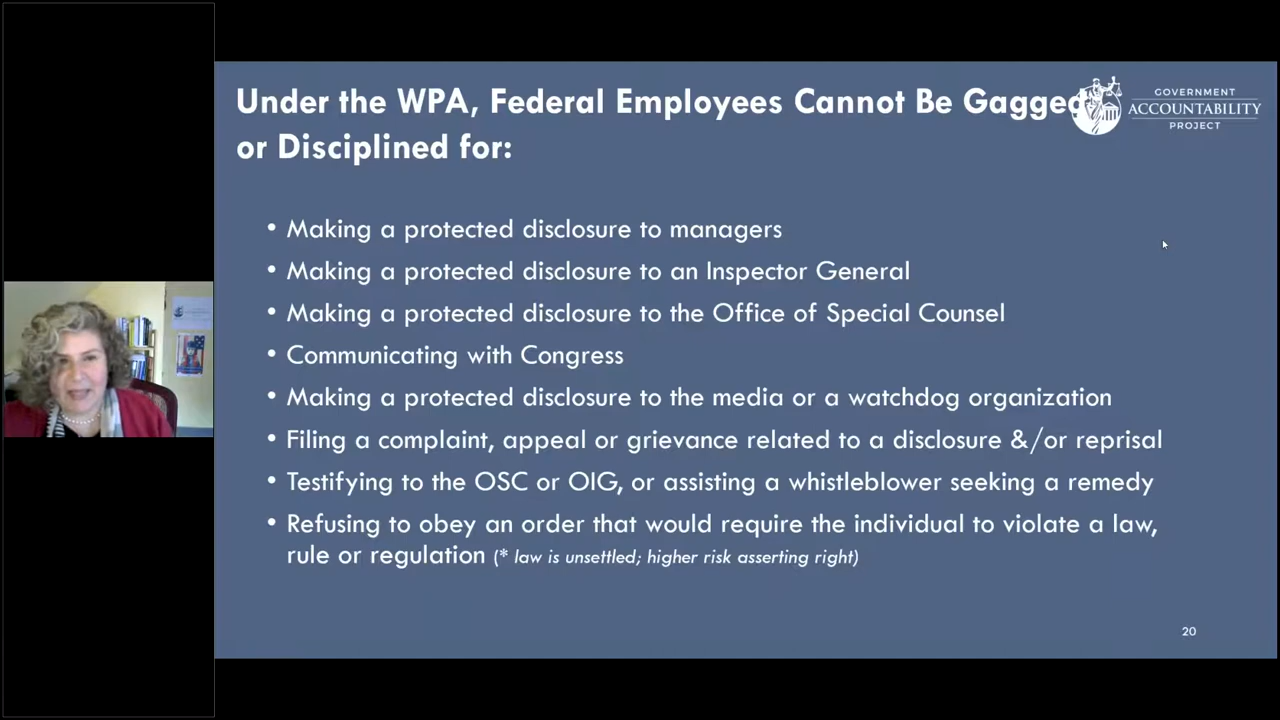 Under the WPA, Federal Employees Cannot Be Gagged
or Disciplined for:
GOVERNMENT
ACCOUNTABILITY
PROJECT
• Making a protected disclosure to managers
• Making a protected disclosure to an Inspector General
• Making a protected disclosure to the Office of Special Counsel
• Communicating with Congress
• Making a protected disclosure to the media or a watchdog organization
• Filing a complaint, appeal or grievance related to a disclosure &/or reprisal
• Testifying to the OSC or OIG, or assisting a whistleblower seeking a remedy
• Refusing to obey an order that would require the individual to violate a law,
rule or regulation (* law is unsettled; higher risk asserting right)
20